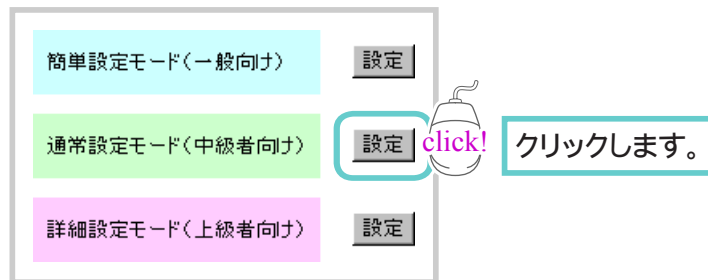 簡単設定モード(一般向け) 設定
通常設定モード(中級者向け) 設定 click! クリックします。
詳細設定モード(上級者向け) 設定